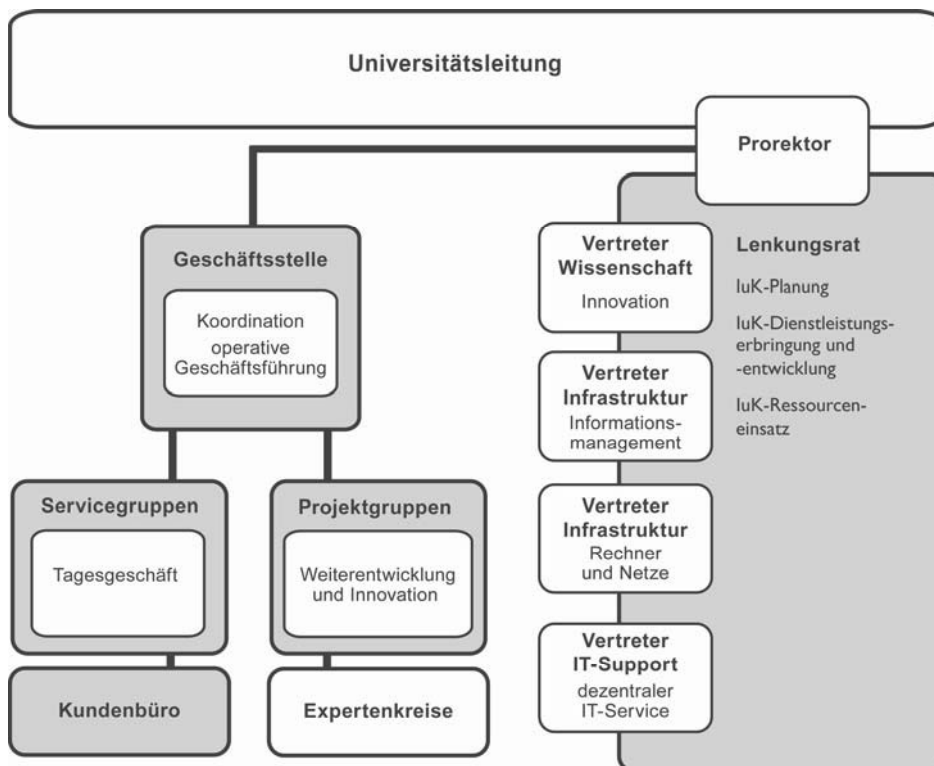 Universitätsleitung
Prorektor
Geschäftsstelle
Koordination
operative
Geschäftsführung
Servicegruppen
Tagesgeschäft
Projektgruppen
Weiterentwicklung
und Innovation
Kundenbüro
Expertenkreise
Vertreter
Wissenschaft
Innovation
Vertreter
Infrastruktur
Informations-
management
Vertreter
Infrastruktur
Rechner
und Netze
Vertreter
IT-Support
dezentraler
IT-Service
Lenkungsrat
IuK-Planung
IuK-Dienstleistungs-
erbringung und
-entwicklung
IuK-Ressourcen-
einsatz